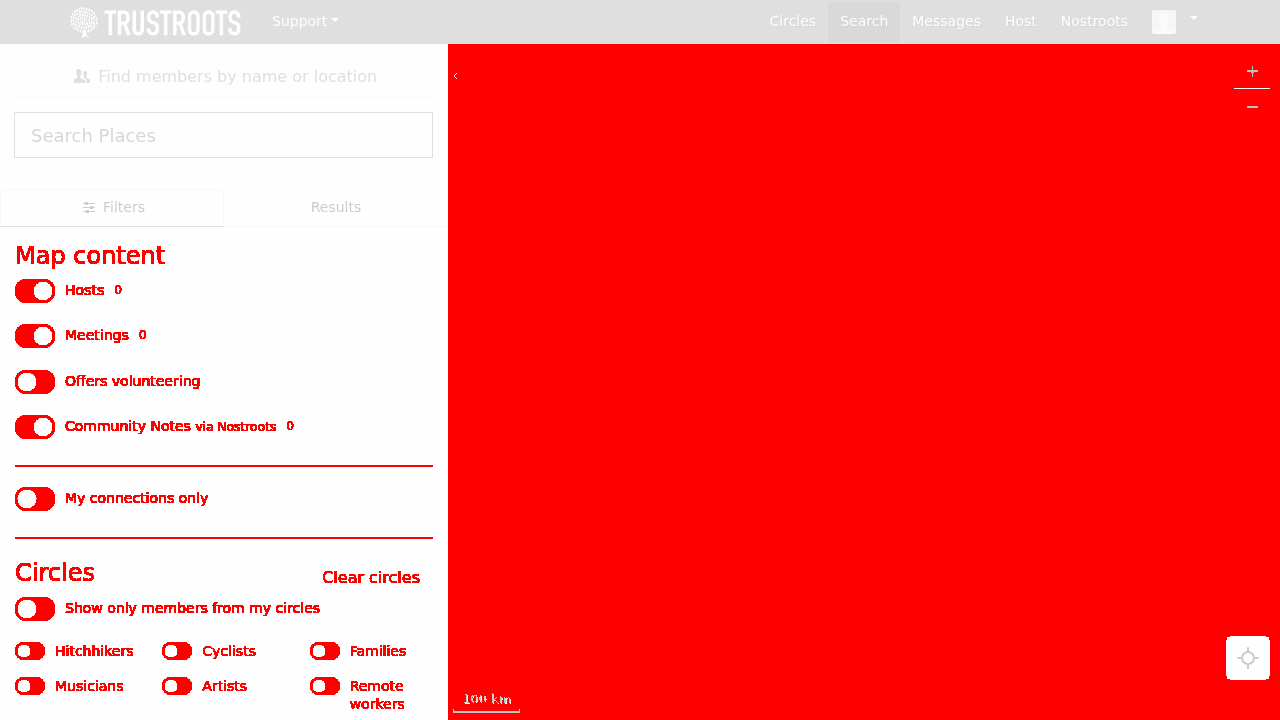 TRUSTROOTS Support Circles Search Messages Host Nostroots
Find members by name or location
Search Places
Filters Results
Map content
Hosts 0
Meetings 0
Offers volunteering
Community Notes via Nostroots 0
My connections only
Circles Clear circles
Show only members from my circles
Hitchhikers Cyclists Families
Musicians Artists Remote workers
100 km